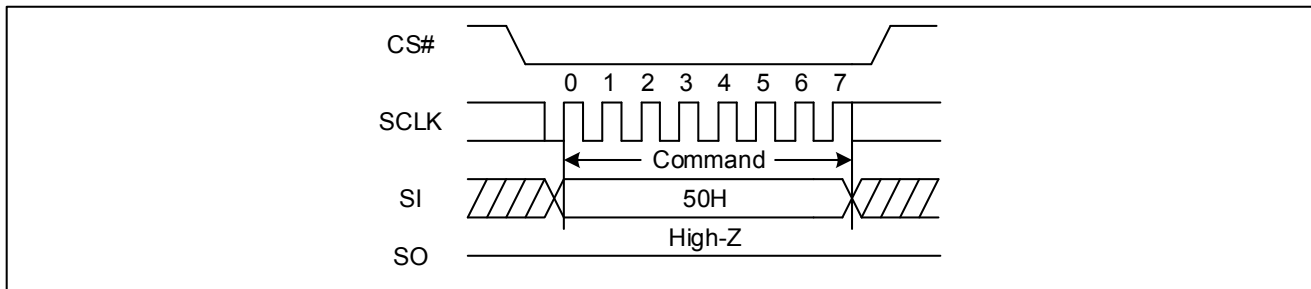 CS#
0 1 2 3 4 5 6 7
SCLK
Command
SI 50H
High-Z
SO